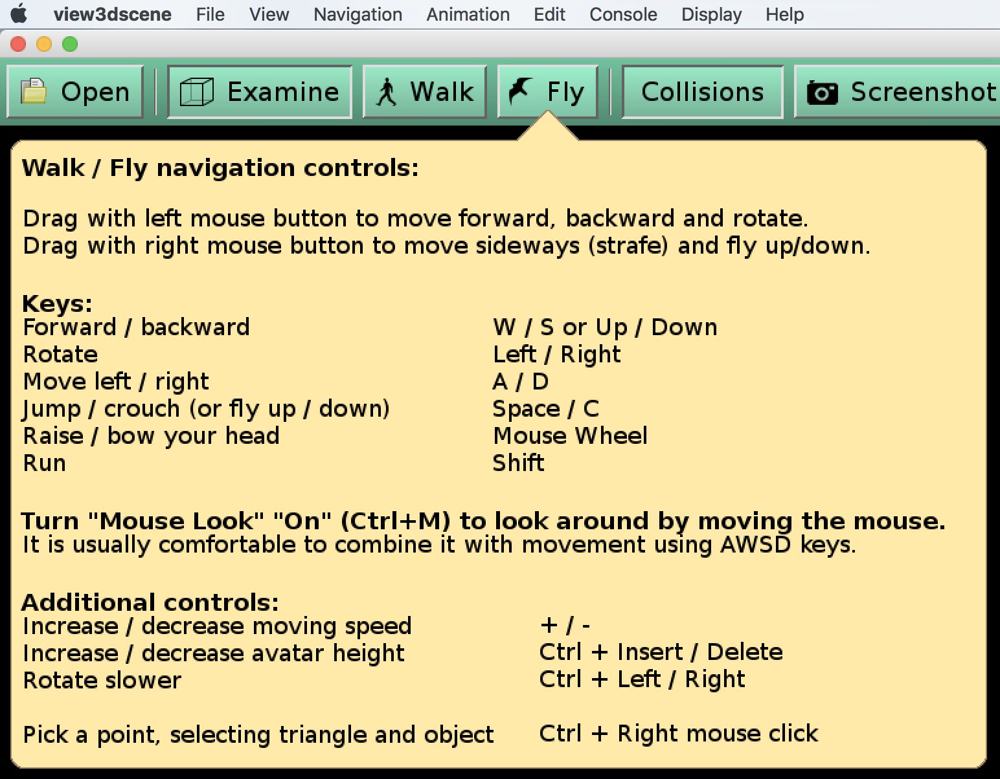 view3dscene File View Navigation Animation Edit Console Display Help
Open Examine Walk Fly Collisions Screenshot
Walk / Fly navigation controls:
Drag with left mouse button to move forward, backward and rotate.
Drag with right mouse button to move sideways (strafe) and fly up/down.
Keys:
Forward / backward W / S or Up / Down
Rotate Left / Right
Move left / right A / D
Jump / crouch (or fly up / down) Space / C
Raise / bow your head Mouse Wheel
Run Shift
Turn "Mouse Look" "On" (Ctrl+M) to look around by moving the mouse.
It is usually comfortable to combine it with movement using AWSD keys.
Additional controls:
Increase / decrease moving speed + / -
Increase / decrease avatar height Ctrl + Insert / Delete
Rotate slower Ctrl + Left / Right
Pick a point, selecting triangle and object Ctrl + Right mouse click